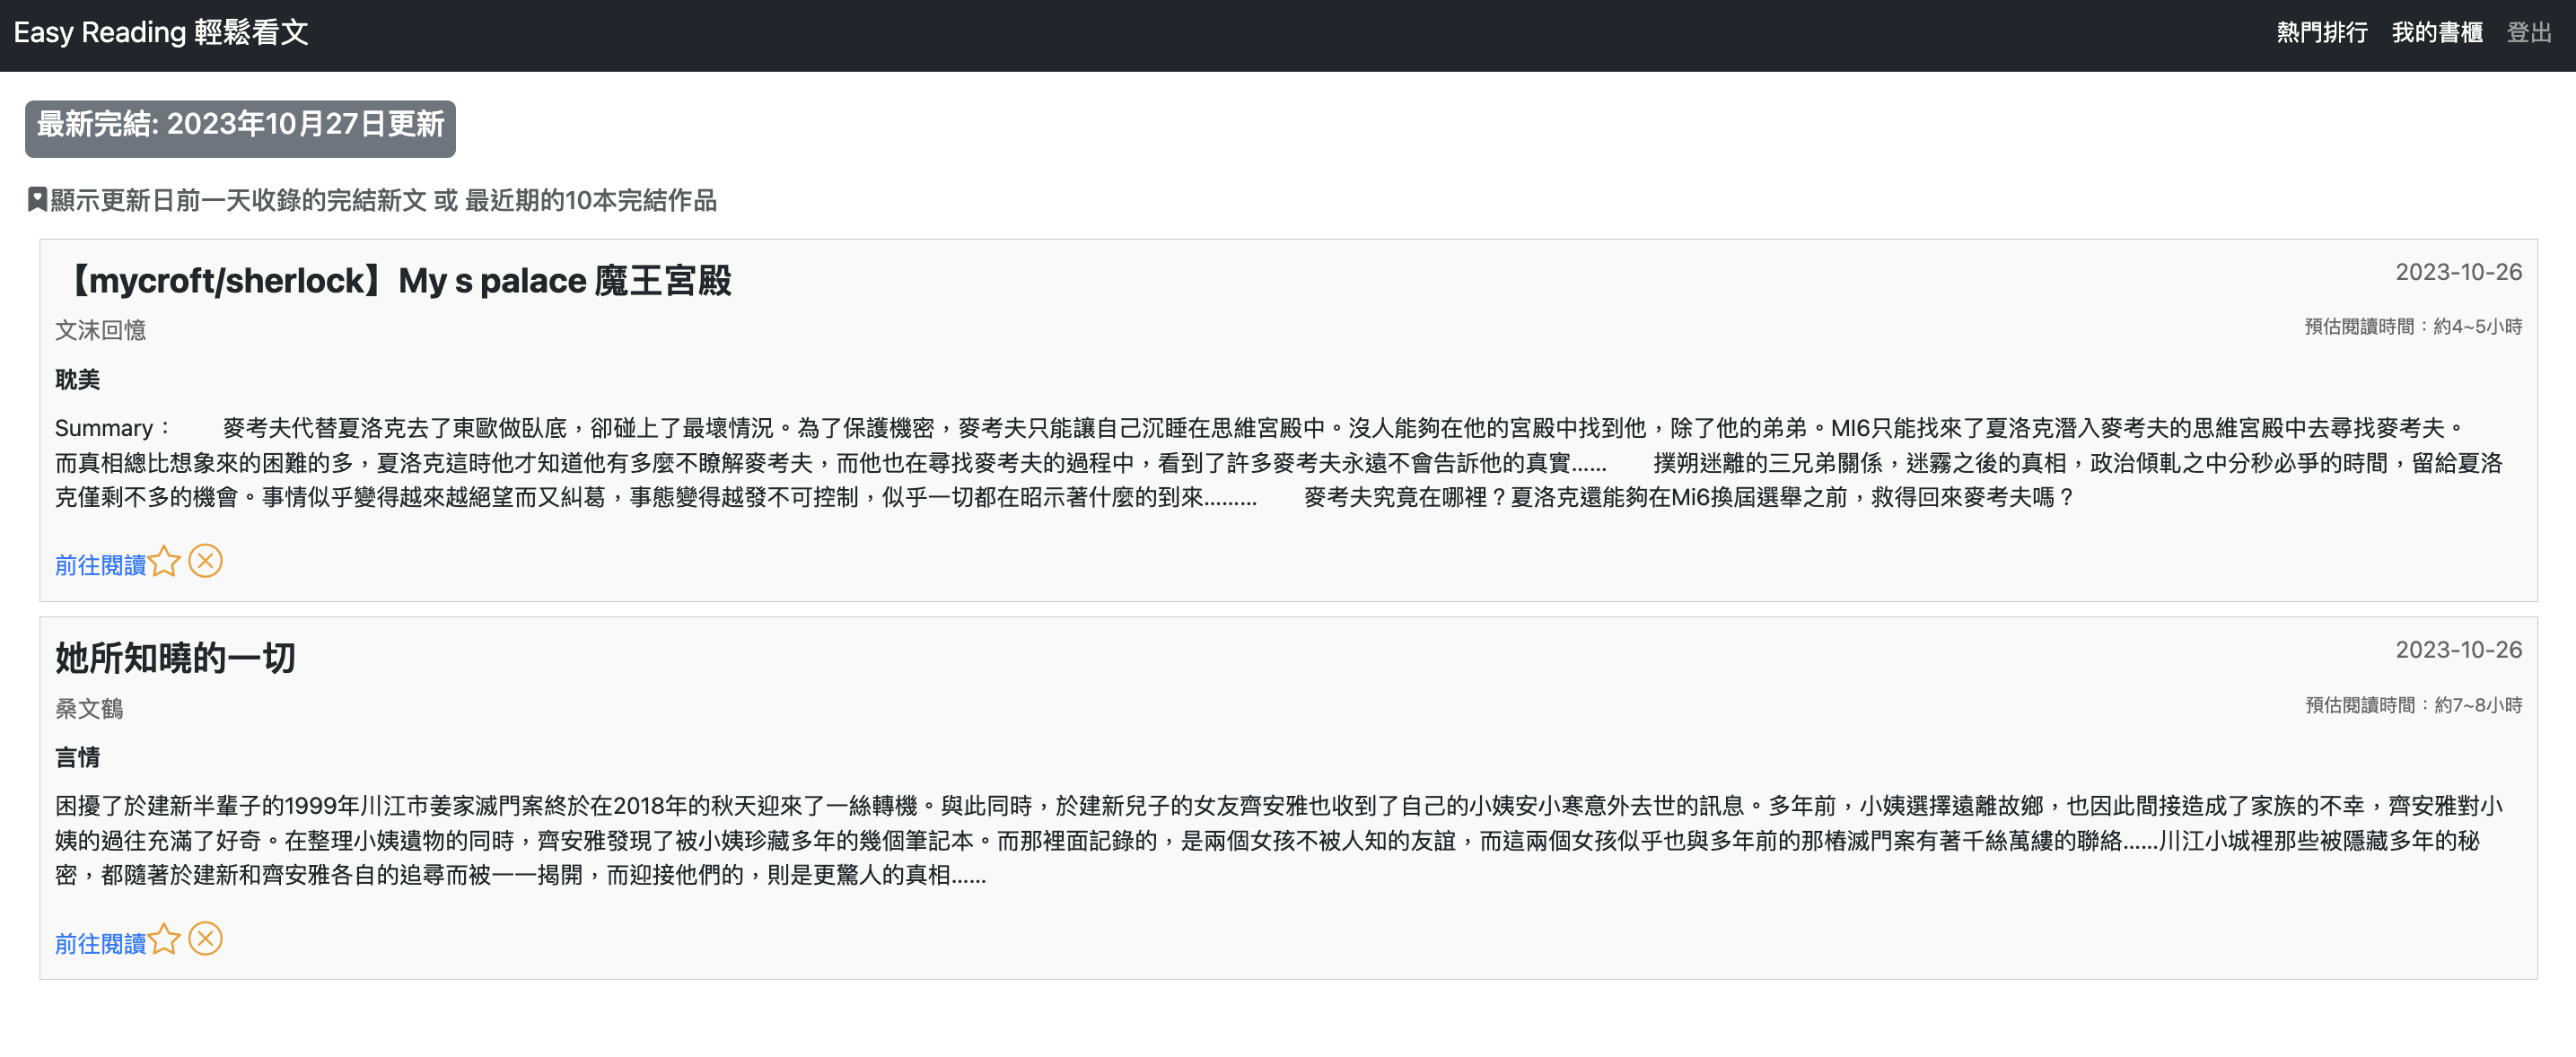 Easy Reading 輕鬆看文
熱門排行 我的書櫃 登出
最新完結: 2023年10月27日更新
顯示更新日前一天收錄的完結新文 或 最近期的10本完結作品
【mycroft/sherlock】My s palace 魔王宮殿
2023-10-26
文沫回憶
預估閱讀時間：約4~5小時
耽美
Summary：　　麥考夫代替夏洛克去了東歐做臥底，卻碰上了最壞情況。為了保護機密，麥考夫只能讓自己沉睡在思維宮殿中。沒人能夠在他的宮殿中找到他，除了他的弟弟。MI6只能找來了夏洛克潛入麥考夫的思維宮殿中去尋找麥考夫。
而真相總比想象來的困難的多，夏洛克這時他才知道他有多麼不瞭解麥考夫，而他也在尋找麥考夫的過程中，看到了許多麥考夫永遠不會告訴他的真實......　　撲朔迷離的三兄弟關係，迷霧之後的真相，政治傾軋之中分秒必爭的時間，留給夏洛
克僅剩不多的機會。事情似乎變得越來越絕望而又糾葛，事態變得越發不可控制，似乎一切都在昭示著什麼的到來.........　　麥考夫究竟在哪裡？夏洛克還能夠在Mi6換屆選舉之前，救得回來麥考夫嗎？
前往閱讀
她所知曉的一切
2023-10-26
桑文鶴
預估閱讀時間：約7~8小時
言情
困擾了於建新半輩子的1999年川江市姜家滅門案終於在2018年的秋天迎來了一絲轉機。與此同時，於建新兒子的女友齊安雅也收到了自己的小姨安小寒意外去世的訊息。多年前，小姨選擇遠離故鄉，也因此間接造成了家族的不幸，齊安雅對小
姨的過往充滿了好奇。在整理小姨遺物的同時，齊安雅發現了被小姨珍藏多年的幾個筆記本。而那裡面記錄的，是兩個女孩不被人知的友誼，而這兩個女孩似乎也與多年前的那樁滅門案有著千絲萬縷的聯絡......川江小城裡那些被隱藏多年的秘
密，都隨著於建新和齊安雅各自的追尋而被一一揭開，而迎接他們的，則是更驚人的真相......
前往閱讀